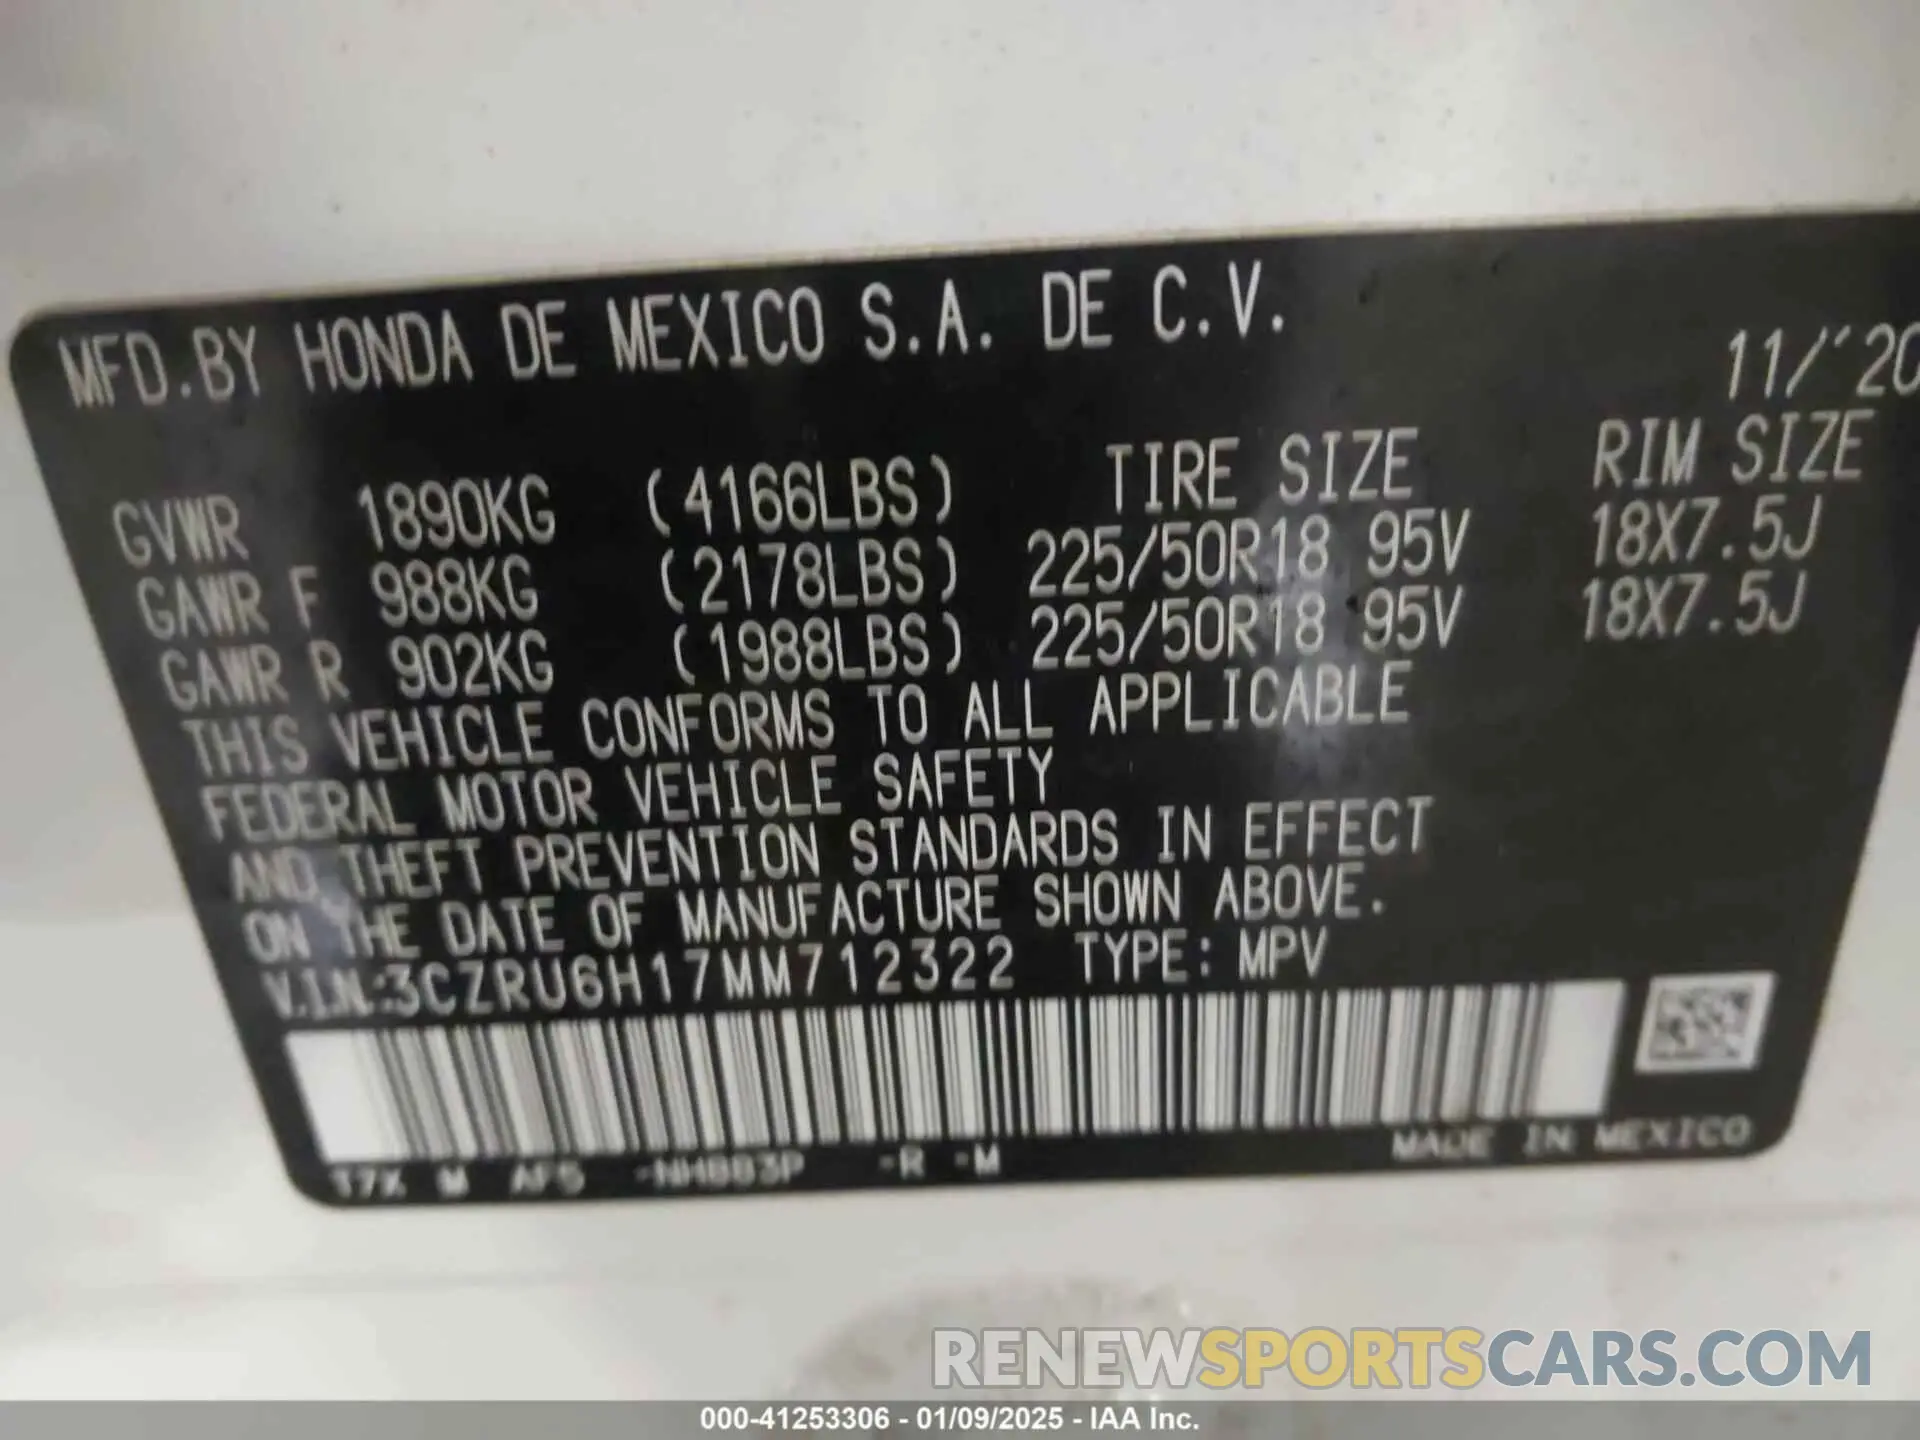 MFD.BY HONDA DE MEXICO S.A. DE C.V.
11/'20
GVWR 1890KG (4166LBS) TIRE SIZE RIM SIZE
GAWR F 988KG (2178LBS) 225/50R18 95V 18X7.5J
GAWR R 902KG (1988LBS) 225/50R18 95V 18X7.5J
THIS VEHICLE CONFORMS TO ALL APPLICABLE
FEDERAL MOTOR VEHICLE SAFETY
AND THEFT PREVENTION STANDARDS IN EFFECT
ON THE DATE OF MANUFACTURE SHOWN ABOVE.
V.I.N.:3CZRU6H17MM712322 TYPE: MPV
T7X M AF5 -NH883P -R -M MADE IN MEXICO
RENEWSPORTSCARS.COM
000-41253306 - 01/09/2025 - IAA Inc.